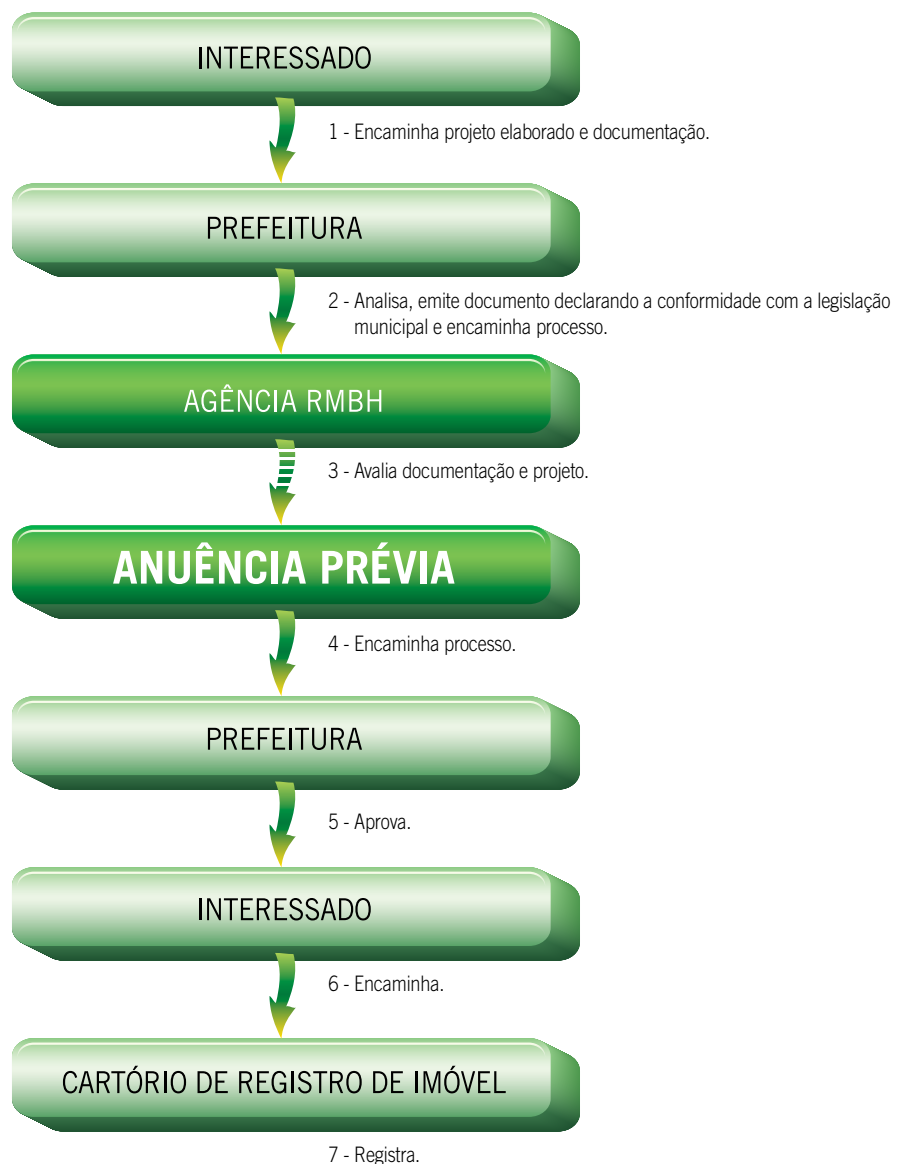 INTERESSADO
1 - Encaminha projeto elaborado e documentação.
PREFEITURA
2 - Analisa, emite documento declarando a conformidade com a legislação
municipal e encaminha processo.
AGÊNCIA RMBH
3 - Avalia documentação e projeto.
ANUÊNCIA PRÉVIA
4 - Encaminha processo.
PREFEITURA
5 - Aprova.
INTERESSADO
6 - Encaminha.
CARTÓRIO DE REGISTRO DE IMÓVEL
7 - Registra.